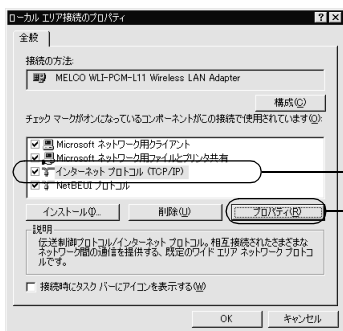 ローカル エリア接続のプロパティ
全般
接続の方法:
MELCO WLI-PCM-L11 Wireless LAN Adapter
構成(C)
チェック マークがオンになっているコンポーネントがこの接続で使用されています(O):
Microsoft ネットワーク用クライアント
Microsoft ネットワーク用ファイルとプリンタ共有
インターネット プロトコル (TCP/IP)
NetBEUI プロトコル
インストール(I)...
削除(U)
プロパティ(R)
説明
伝送制御プロトコル/インターネット プロトコル。相互接続されたさまざまな
ネットワーク間の通信を提供する、既定のワイド エリア ネットワーク プロトコ
ルです。
接続時にタスク バーにアイコンを表示する(W)
OK
キャンセル